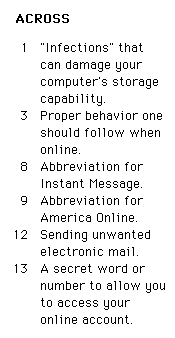 ACROSS
1 "Infections" that
can damage your
computer's storage
capability.
3 Proper behavior one
should follow when
online.
8 Abbreviation for
Instant Message.
9 Abbreviation for
America Online.
12 Sending unwanted
electronic mail.
13 A secret word or
number to allow you
to access your
online account.